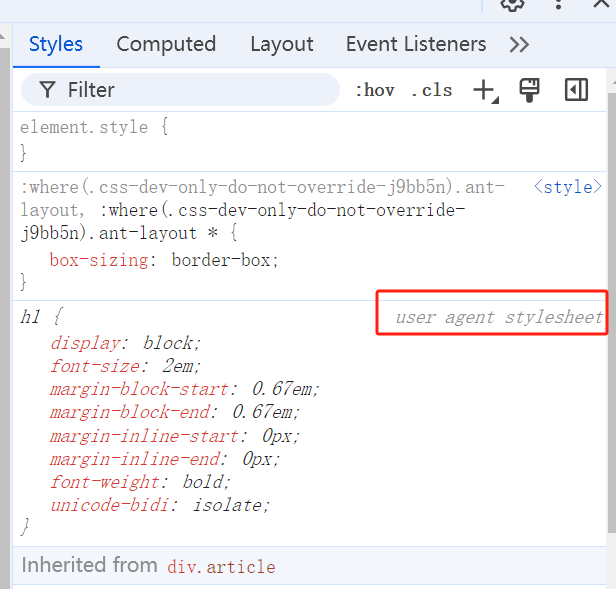 Styles Computed Layout Event Listeners
Filter :hov .cls
element.style {
}
:where(.css-dev-only-do-not-override-j9bb5n).ant- <style>
layout, :where(.css-dev-only-do-not-override-
j9bb5n).ant-layout * {
box-sizing: border-box;
}
h1 { user agent stylesheet
display: block;
font-size: 2em;
margin-block-start: 0.67em;
margin-block-end: 0.67em;
margin-inline-start: 0px;
margin-inline-end: 0px;
font-weight: bold;
unicode-bidi: isolate;
}
Inherited from div.article